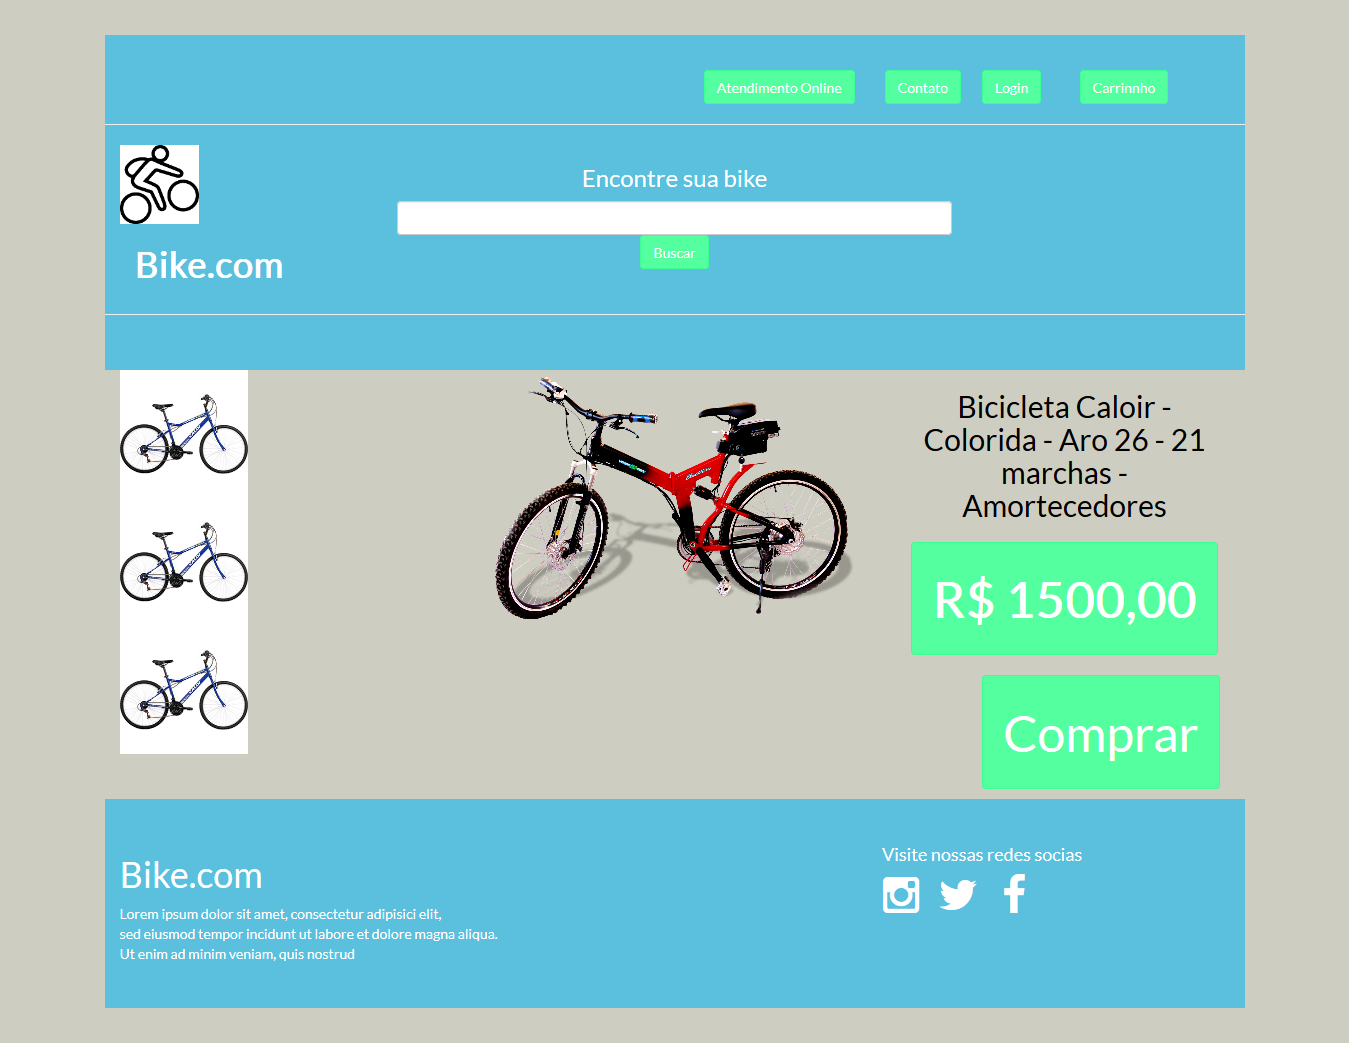 Atendimento Online
Contato
Login
Carrinnho
Encontre sua bike
Buscar
Bike.com
Bicicleta Caloir -
Colorida - Aro 26 - 21
marchas -
Amortecedores
R$ 1500,00
Comprar
Bike.com
Lorem ipsum dolor sit amet, consectetur adipisici elit,
sed eiusmod tempor incidunt ut labore et dolore magna aliqua.
Ut enim ad minim veniam, quis nostrud
Visite nossas redes socias